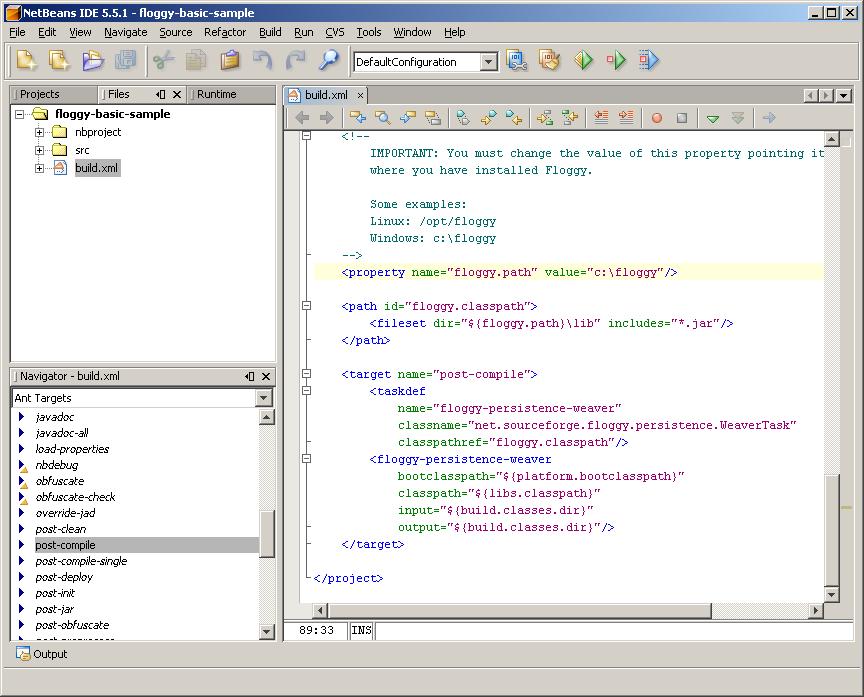 NetBeans IDE 5.5.1 - floggy-basic-sample
File Edit View Navigate Source Refactor Build Run CVS Tools Window Help
DefaultConfiguration
Projects Files Runtime
floggy-basic-sample
nbproject
src
build.xml
Navigator - build.xml
Ant Targets
javadoc
javadoc-all
load-properties
nbdebug
obfuscate
obfuscate-check
override-jad
post-clean
post-compile
post-compile-single
post-deploy
post-init
post-jar
post-obfuscate
build.xml
<!--
IMPORTANT: You must change the value of this property pointing it
where you have installed Floggy.
Some examples:
Linux: /opt/floggy
Windows: c:\floggy
-->
<property name="floggy.path" value="c:\floggy"/>
<path id="floggy.classpath">
<fileset dir="${floggy.path}\lib" includes="*.jar"/>
</path>
<target name="post-compile">
<taskdef
name="floggy-persistence-weaver"
classname="net.sourceforge.floggy.persistence.WeaverTask"
classpathref="floggy.classpath"/>
<floggy-persistence-weaver
bootclasspath="${platform.bootclasspath}"
classpath="${libs.classpath}"
input="${build.classes.dir}"
output="${build.classes.dir}"/>
</target>
</project>
89:33 INS
Output